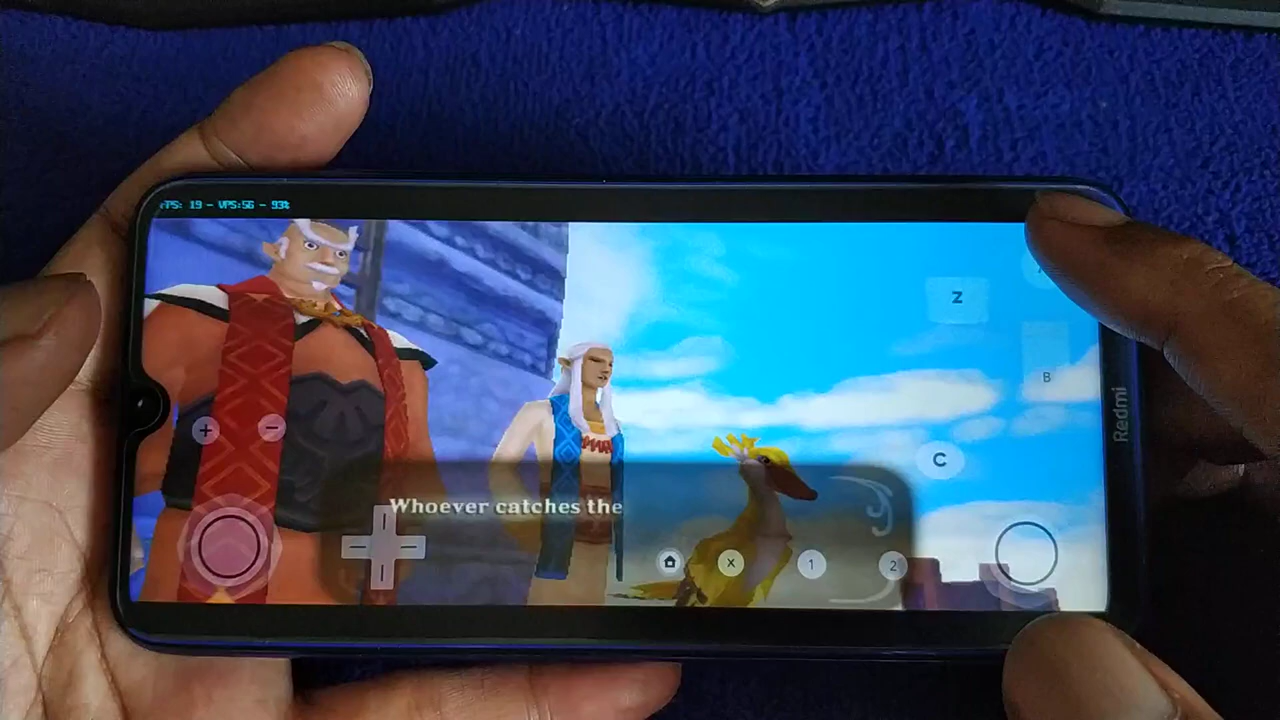 FPS: 19 - VPS:56 - 93%
Z
B
Redmi
+ -
C
Whoever catches the
X 1 2